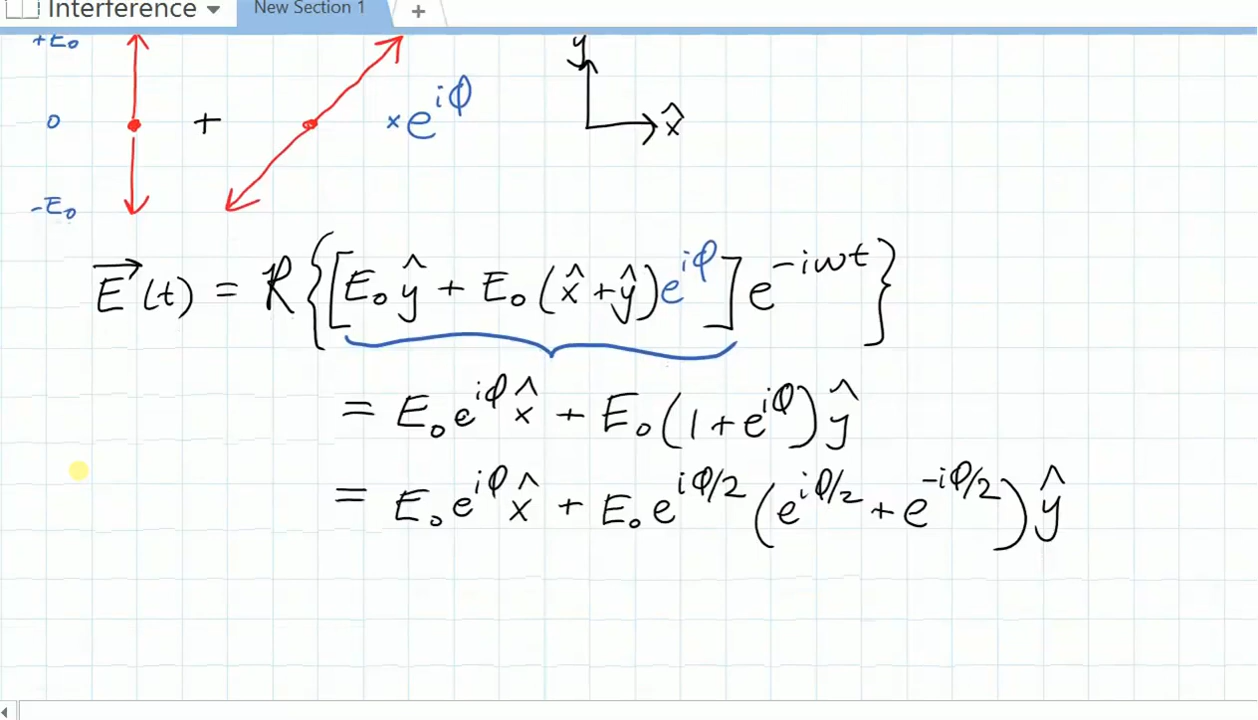 Interference New Section 1 +
+E₀
0 + ×e^{iφ} y x̂
-E₀
E⃗(t) = R{[E₀ŷ + E₀(x̂+ŷ)e^{iφ}]e^{-iωt}}
= E₀e^{iφ}x̂ + E₀(1+e^{iφ})ŷ
= E₀e^{iφ}x̂ + E₀e^{iφ/2}(e^{iφ/2}+e^{-iφ/2})ŷ